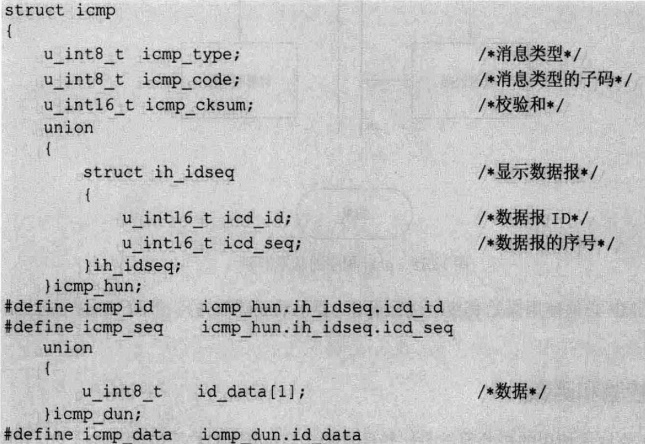 struct icmp
{
    u_int8_t  icmp_type;                        /*消息类型*/
    u_int8_t  icmp_code;                        /*消息类型的子码*/
    u_int16_t icmp_cksum;                       /*校验和*/
    union
    {
        struct ih_idseq                         /*显示数据报*/
        {
            u_int16_t icd_id;                   /*数据报 ID*/
            u_int16_t icd_seq;                  /*数据报的序号*/
        }ih_idseq;
    }icmp_hun;
#define icmp_id     icmp_hun.ih_idseq.icd_id
#define icmp_seq    icmp_hun.ih_idseq.icd_seq
    union
    {
        u_int8_t   id_data[1];                  /*数据*/
    }icmp_dun;
#define icmp_data   icmp_dun.id_data